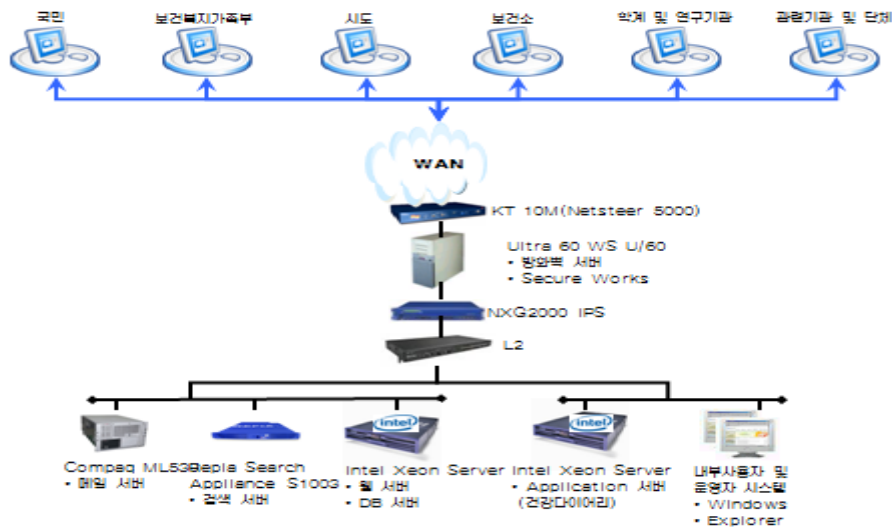 국민
보건복지가족부
시도
보건소
학계 및 연구기관
관련기관 및 단체
WAN
KT 10M(Netsteer 5000)
Ultra 60 WS U/60
• 방화벽 서버
• Secure Works
NXG2000 IPS
L2
intel
intel
Compaq ML530
• 메일 서버
Repia Search
Appliance S1003
• 검색 서버
Intel Xeon Server
• 웹 서버
• DB 서버
Intel Xeon Server
• Application 서버
(건강다이어리)
내부사용자 및
운영자 시스템
• Windows
• Explorer